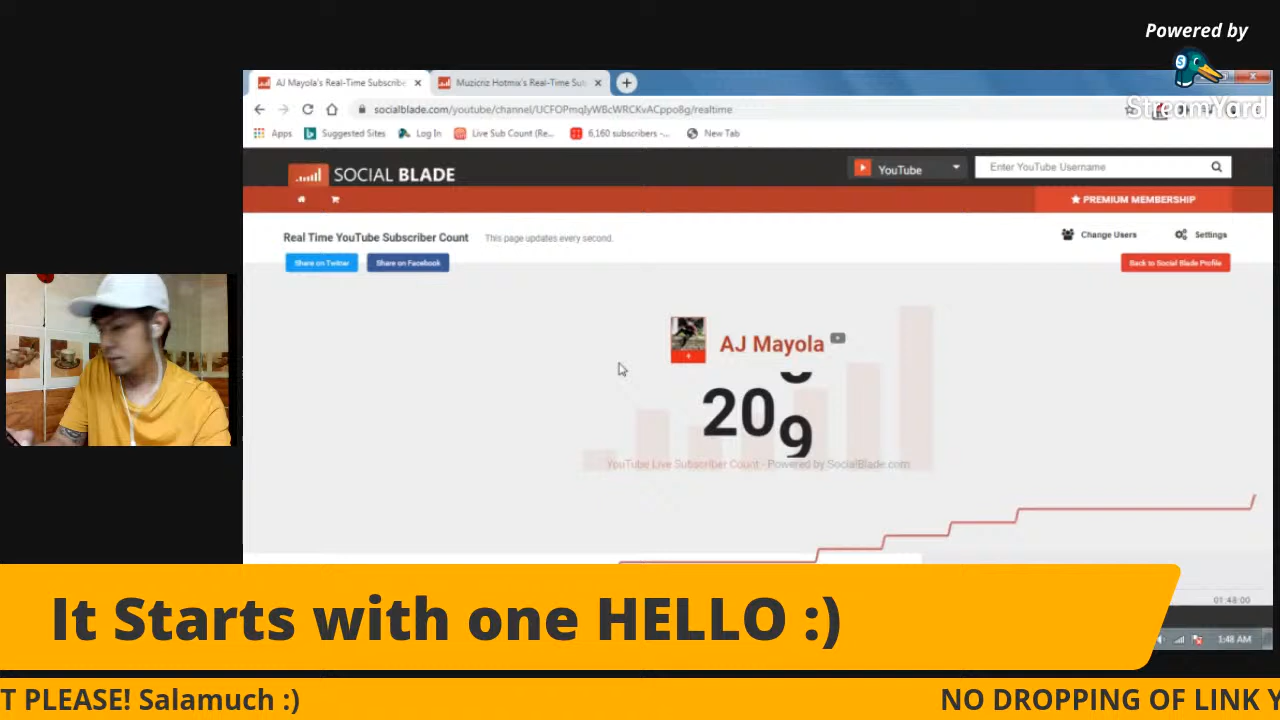 Powered by
StreamYard
AJ Mayola's Real-Time Subscribe
Muzicnz Hotmix's Real-Time Sub
socialblade.com/youtube/channel/UCFOPmqJyWBcWRCKvACppo8g/realtime
Apps
Suggested Sites
Log In
Live Sub Count (Re...
6,160 subscribers -...
New Tab
SOCIAL BLADE
YouTube
Enter YouTube Username
PREMIUM MEMBERSHIP
Real Time YouTube Subscriber Count
This page updates every second.
Change Users
Settings
Share on Twitter
Share on Facebook
Back to Social Blade Profile
AJ Mayola
209
YouTube Live Subscriber Count - Powered by SocialBlade.com
01:48:00
It Starts with one HELLO :)
1:48 AM
T PLEASE! Salamuch :)
NO DROPPING OF LINK Y